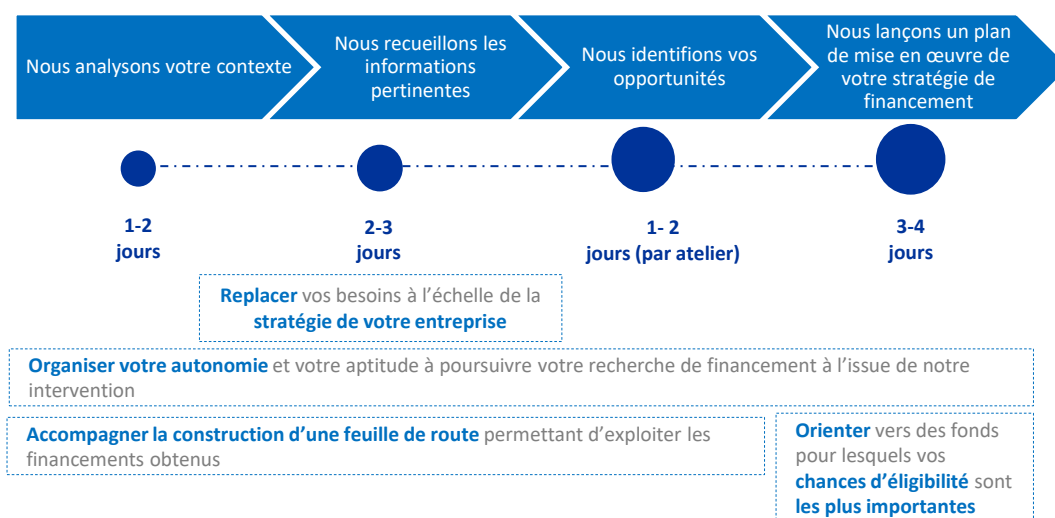 Nous analysons votre contexte
Nous recueillons les
informations
pertinentes
Nous identifions vos
opportunités
Nous lançons un plan
de mise en œuvre de
votre stratégie de
financement
1-2
jours
2-3
jours
1- 2
jours (par atelier)
3-4
jours
Replacer vos besoins à l’échelle de la
stratégie de votre entreprise
Organiser votre autonomie et votre aptitude à poursuivre votre recherche de financement à l’issue de notre
intervention
Accompagner la construction d’une feuille de route permettant d’exploiter les
financements obtenus
Orienter vers des fonds
pour lesquels vos
chances d’éligibilité sont
les plus importantes